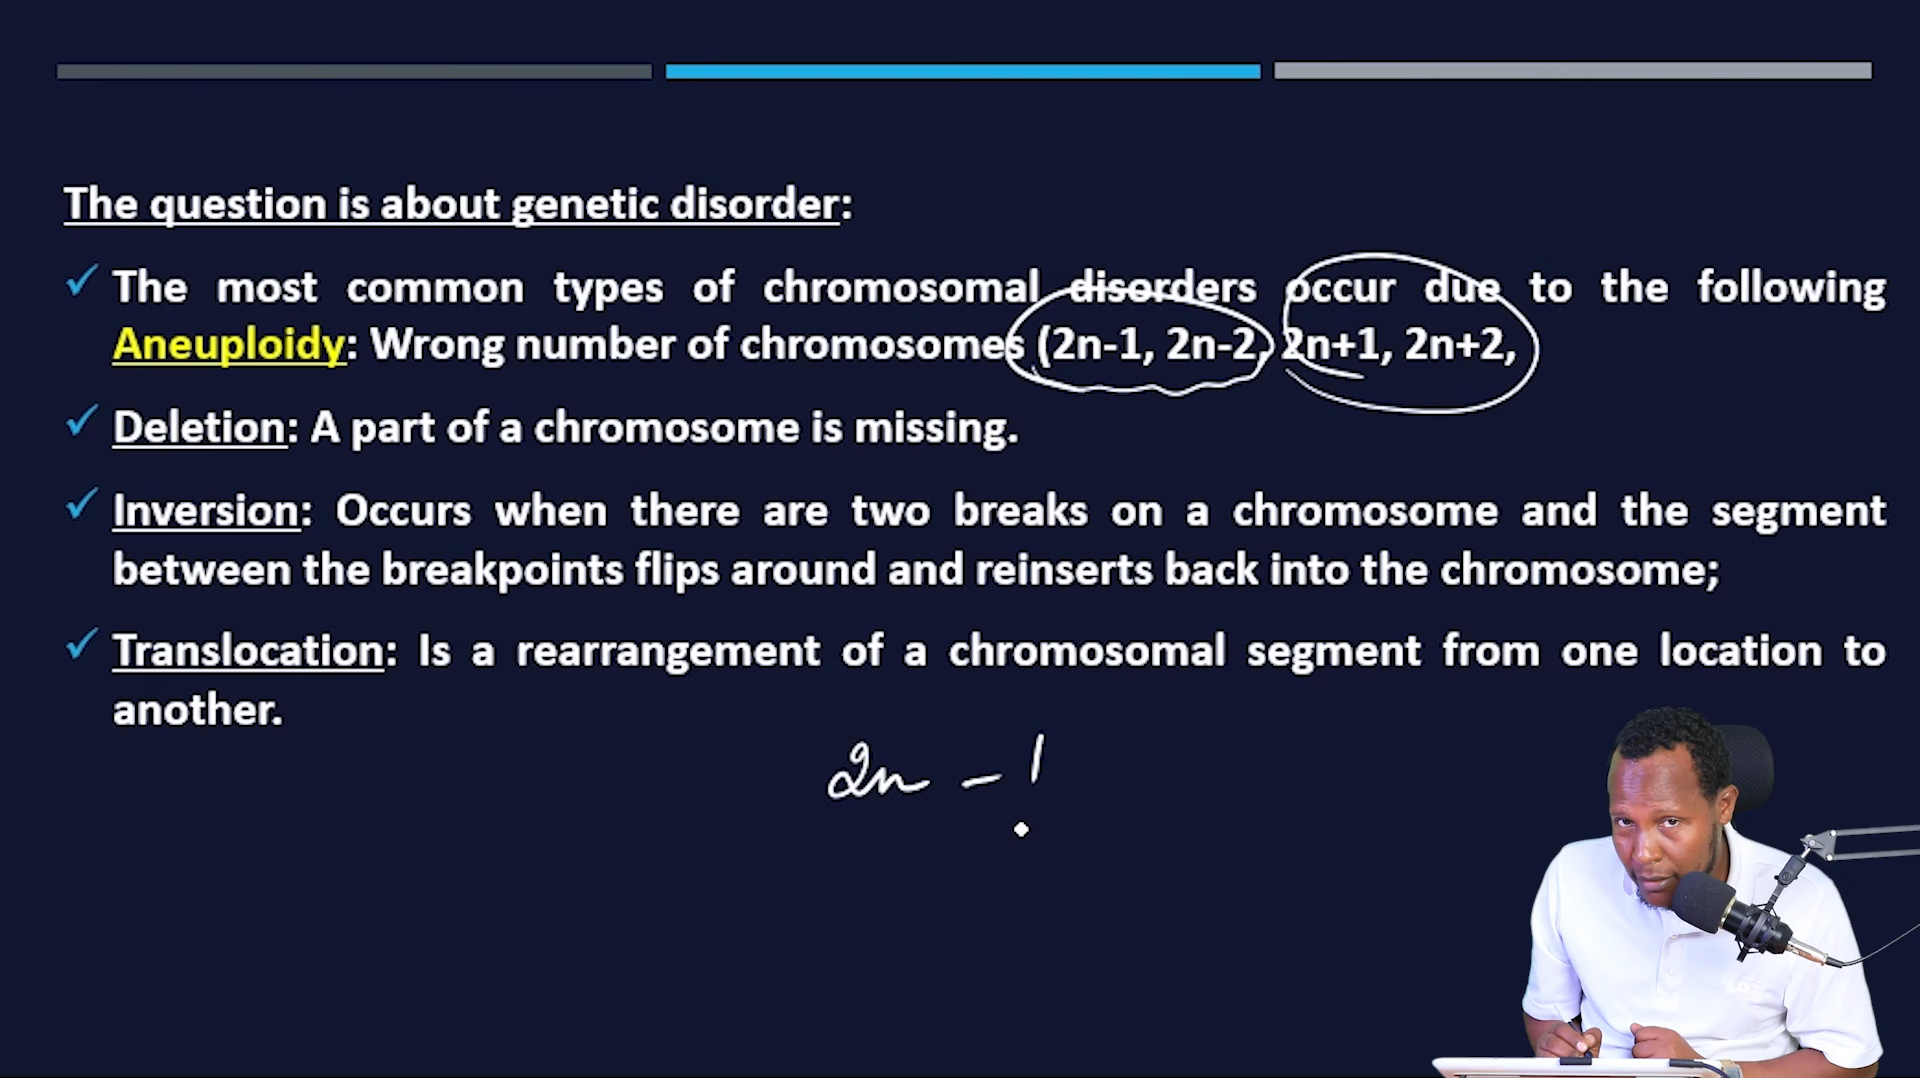 The question is about genetic disorder:
✓ The most common types of chromosomal disorders occur due to the following
Aneuploidy: Wrong number of chromosomes (2n-1, 2n-2, 2n+1, 2n+2,
✓ Deletion: A part of a chromosome is missing.
✓ Inversion: Occurs when there are two breaks on a chromosome and the segment
between the breakpoints flips around and reinserts back into the chromosome;
✓ Translocation: Is a rearrangement of a chromosomal segment from one location to
another.
2n - 1